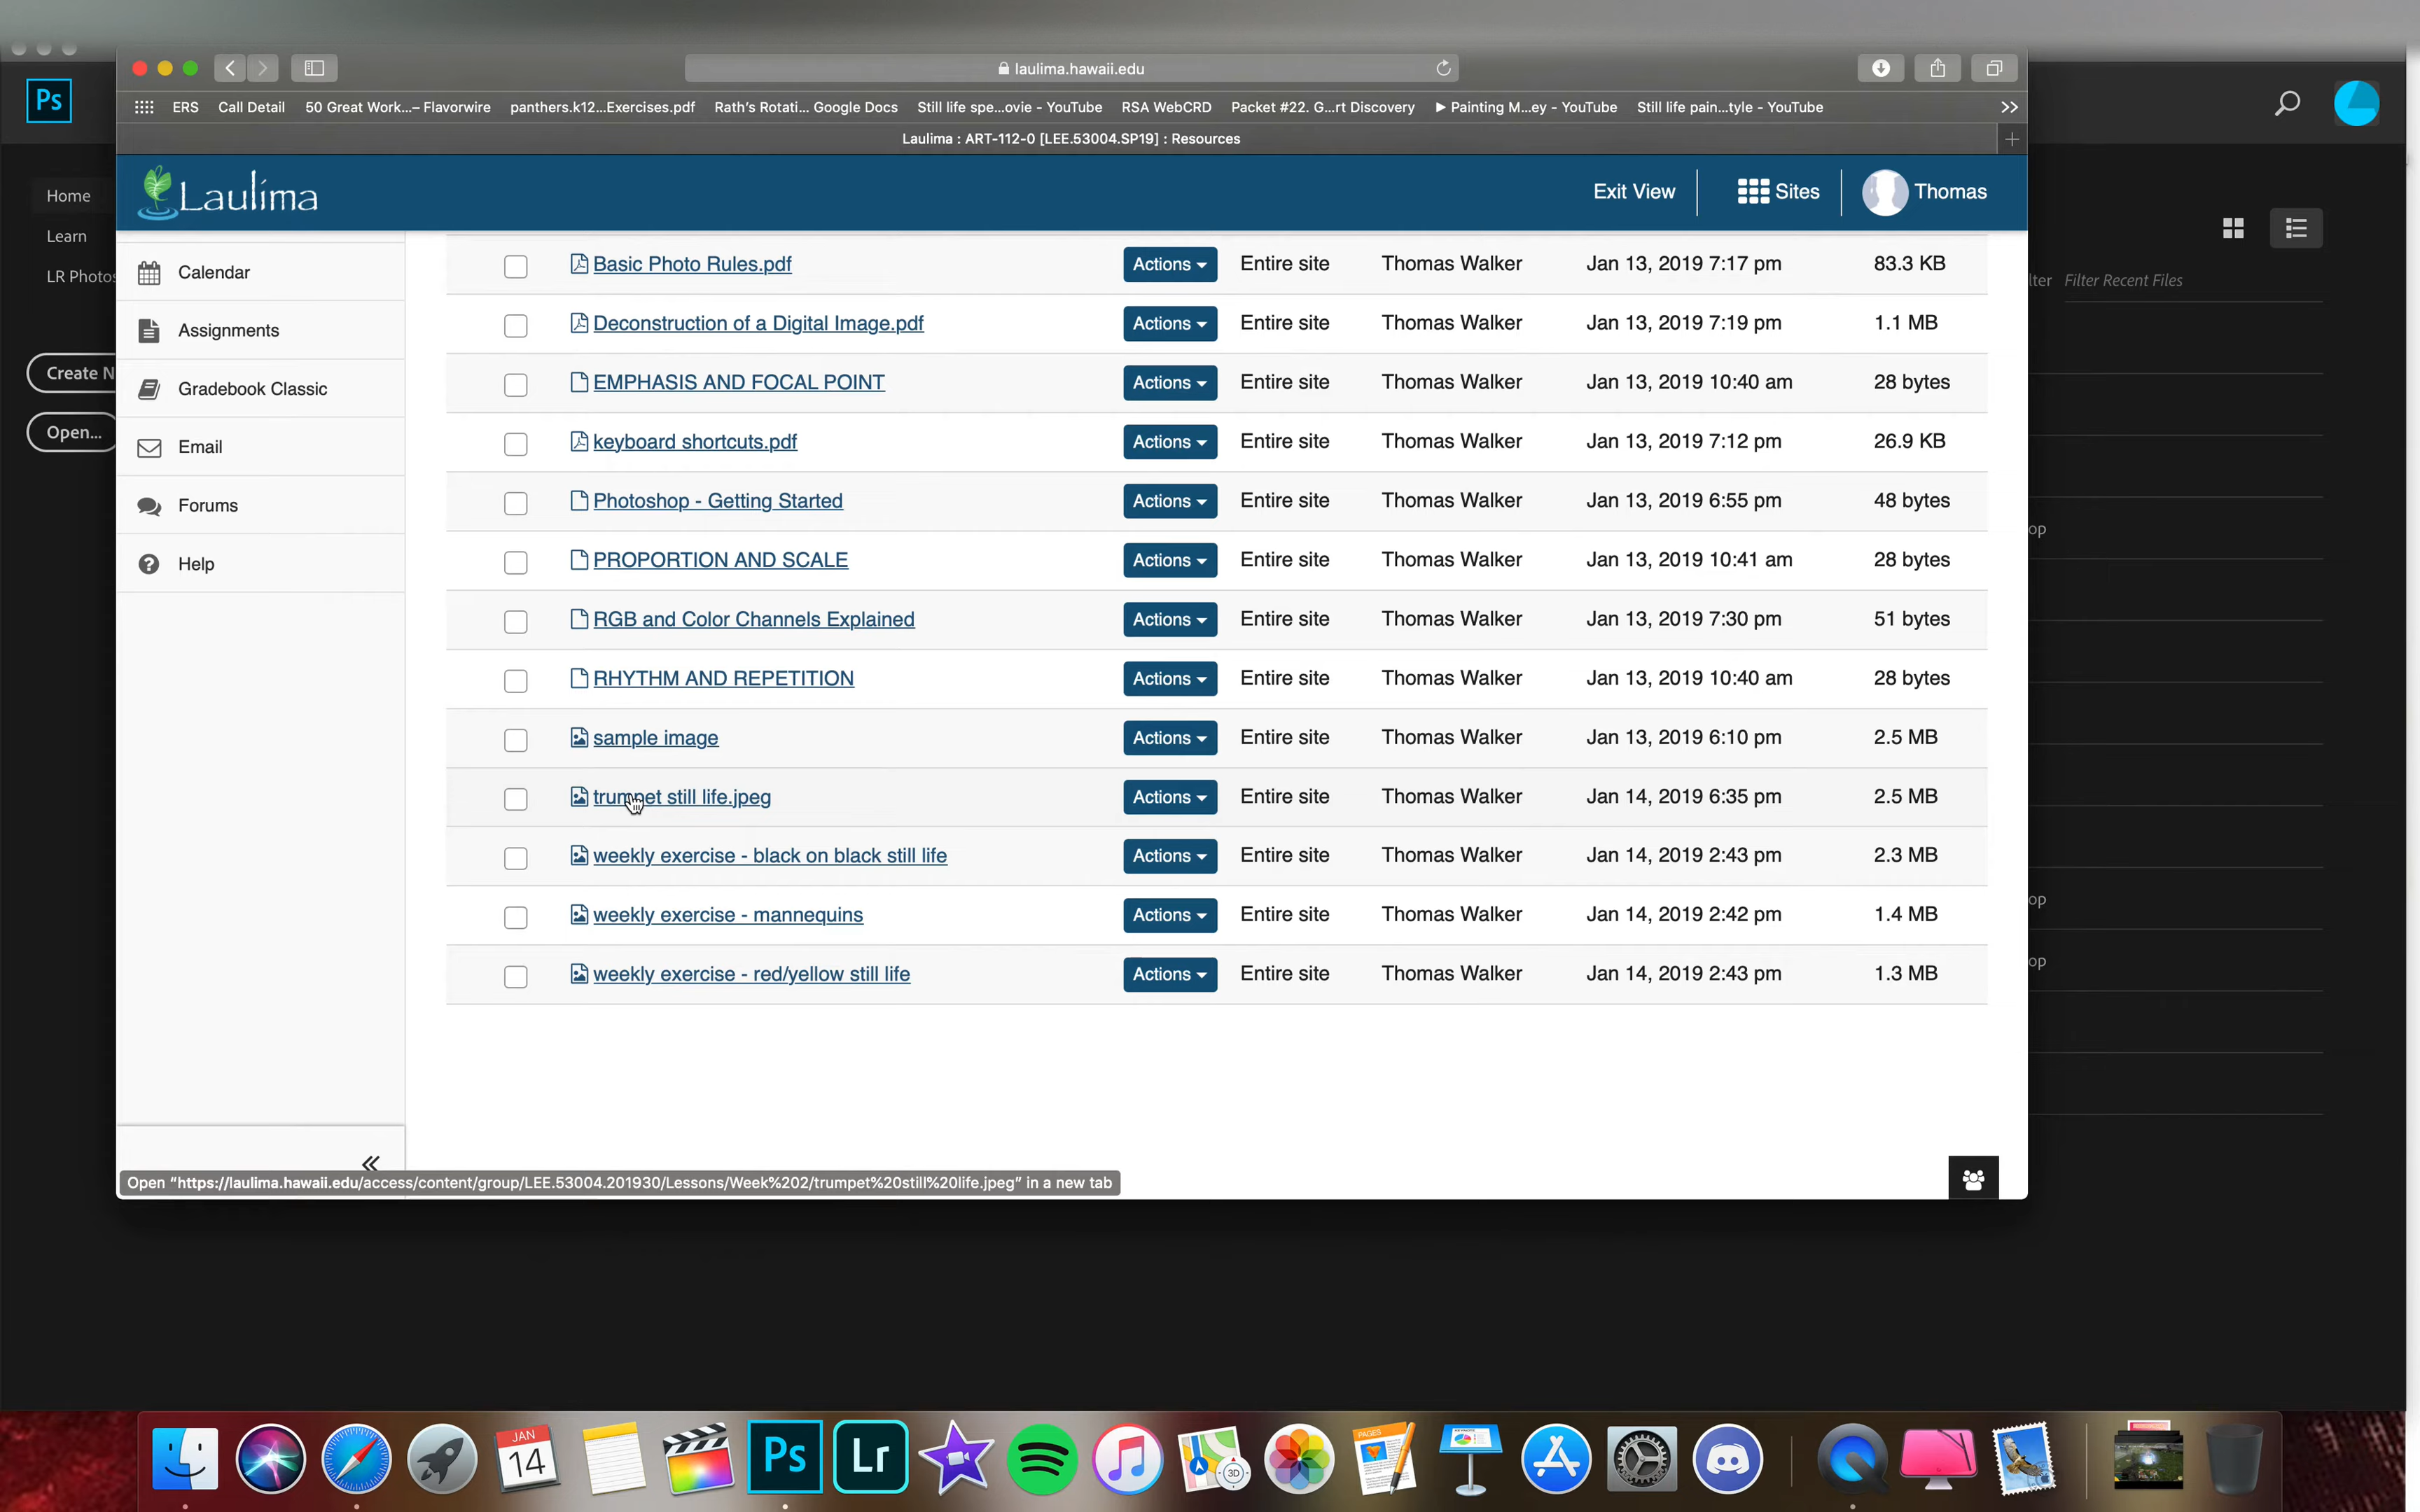 laulima.hawaii.edu
ERS Call Detail 50 Great Work...– Flavorwire panthers.k12...Exercises.pdf Rath's Rotati... Google Docs Still life spe...ovie - YouTube RSA WebCRD Packet #22. G...rt Discovery ▶ Painting M...ey - YouTube Still life pain...tyle - YouTube >>
Ps
Laulima : ART-112-0 [LEE.53004.SP19] : Resources
Laulima Exit View Sites Thomas
Home
Learn
LR Photos
Create N
Open...
lter Filter Recent Files
Calendar
Assignments
Gradebook Classic
Email
Forums
Help
Basic Photo Rules.pdf Actions Entire site Thomas Walker Jan 13, 2019 7:17 pm 83.3 KB
Deconstruction of a Digital Image.pdf Actions Entire site Thomas Walker Jan 13, 2019 7:19 pm 1.1 MB
EMPHASIS AND FOCAL POINT Actions Entire site Thomas Walker Jan 13, 2019 10:40 am 28 bytes
keyboard shortcuts.pdf Actions Entire site Thomas Walker Jan 13, 2019 7:12 pm 26.9 KB
Photoshop - Getting Started Actions Entire site Thomas Walker Jan 13, 2019 6:55 pm 48 bytes
op
PROPORTION AND SCALE Actions Entire site Thomas Walker Jan 13, 2019 10:41 am 28 bytes
RGB and Color Channels Explained Actions Entire site Thomas Walker Jan 13, 2019 7:30 pm 51 bytes
RHYTHM AND REPETITION Actions Entire site Thomas Walker Jan 13, 2019 10:40 am 28 bytes
sample image Actions Entire site Thomas Walker Jan 13, 2019 6:10 pm 2.5 MB
trumpet still life.jpeg Actions Entire site Thomas Walker Jan 14, 2019 6:35 pm 2.5 MB
weekly exercise - black on black still life Actions Entire site Thomas Walker Jan 14, 2019 2:43 pm 2.3 MB
op
weekly exercise - mannequins Actions Entire site Thomas Walker Jan 14, 2019 2:42 pm 1.4 MB
op
weekly exercise - red/yellow still life Actions Entire site Thomas Walker Jan 14, 2019 2:43 pm 1.3 MB
«
Open “https://laulima.hawaii.edu/access/content/group/LEE.53004.201930/Lessons/Week%202/trumpet%20still%20life.jpeg” in a new tab
JAN
14
Ps
Lr
3D
PAGES